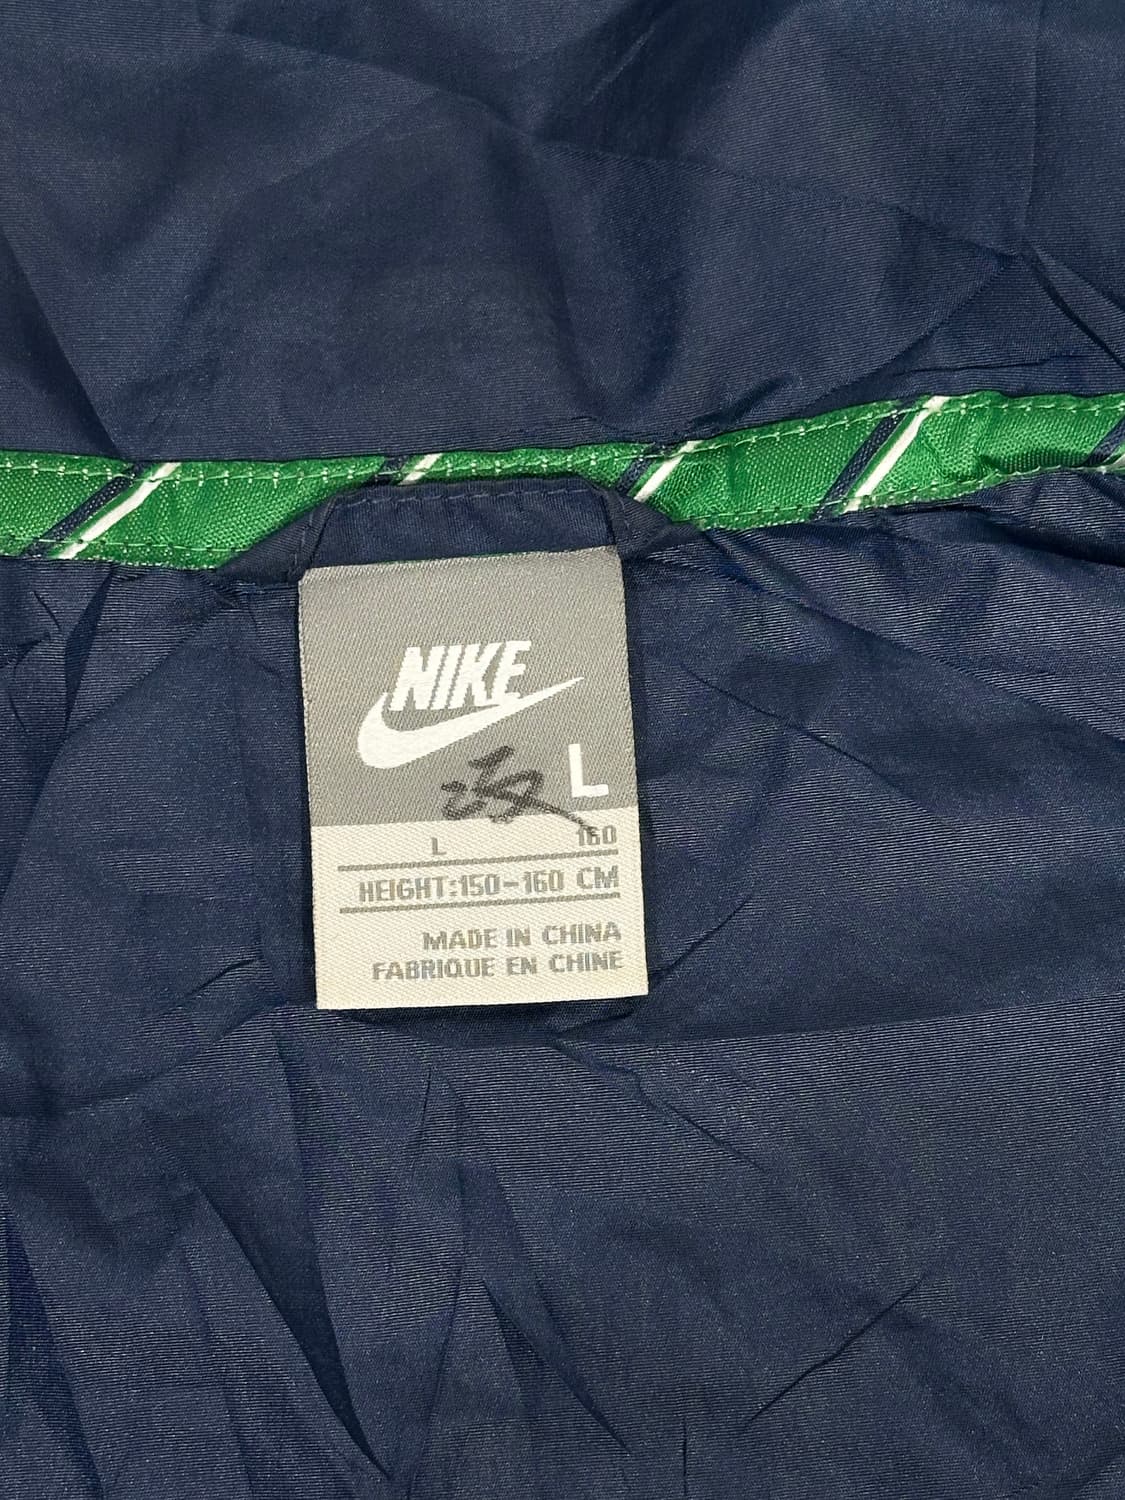 NIKE
L
L 160
HEIGHT:150-160 CM
MADE IN CHINA
FABRIQUE EN CHINE